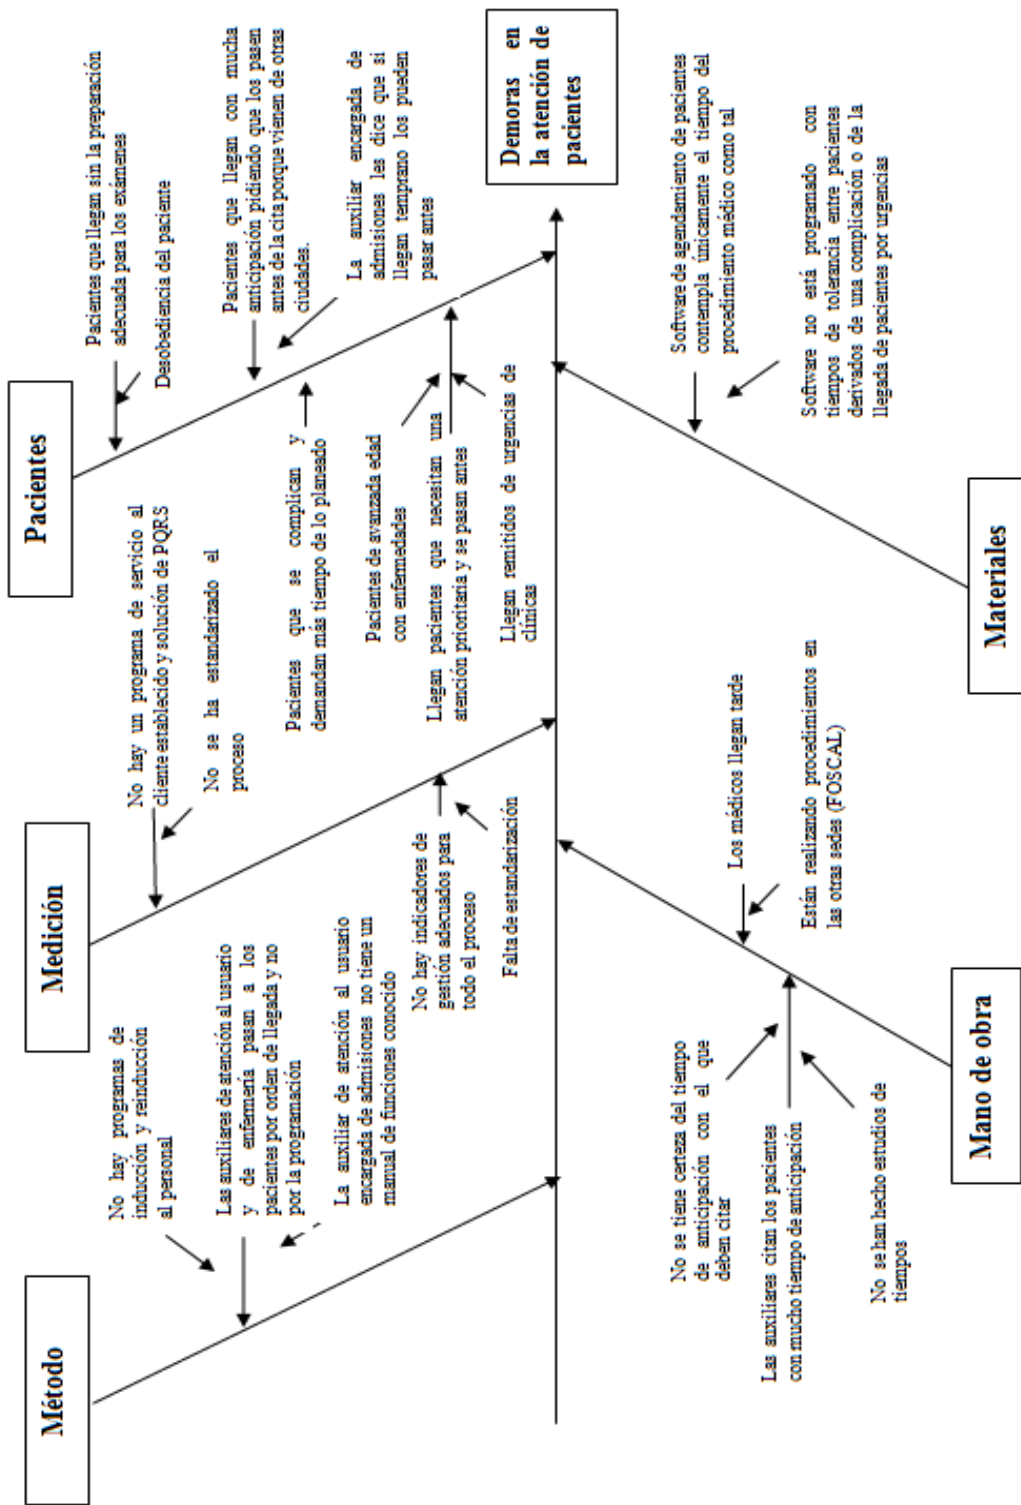 Método
No hay programas de
inducción y reinducción
al personal
Las auxiliares de atención al usuario
y de enfermería pasan a los
pacientes por orden de llegada y no
por la programación
La auxiliar de atención al usuario
encargada de admisiones no tiene un
manual de funciones conocido
Medición
No hay un programa de servicio al
cliente establecido y solución de PQRS
No se ha estandarizado el
proceso
No hay indicadores de
gestión adecuados para
todo el proceso
Falta de estandarización
Pacientes
Pacientes que llegan sin la preparación
adecuada para los exámenes
Desobediencia del paciente
Pacientes que llegan con mucha
anticipación pidiendo que los pasen
antes de la cita porque vienen de otras
ciudades.
La auxiliar encargada de
admisiones les dice que si
llegan temprano los pueden
pasar antes
Pacientes que se complican y
demandan más tiempo de lo planeado
Pacientes de avanzada edad
con enfermedades
Llegan pacientes que necesitan una
atención prioritaria y se pasan antes
Llegan remitidos de urgencias de
clínicas
Demoras en
la atención de
pacientes
No se tiene certeza del tiempo
de anticipación con el que
deben citar
Las auxiliares citan los pacientes
con mucho tiempo de anticipación
No se han hecho estudios de
tiempos
Los médicos llegan tarde
Están realizando procedimientos en
las otras sedes (FOSCAL)
Mano de obra
Software de agendamiento de pacientes
contempla únicamente el tiempo del
procedimiento médico como tal
Software no está programado con
tiempos de tolerancia entre pacientes
derivados de una complicación o de la
llegada de pacientes por urgencias
Materiales